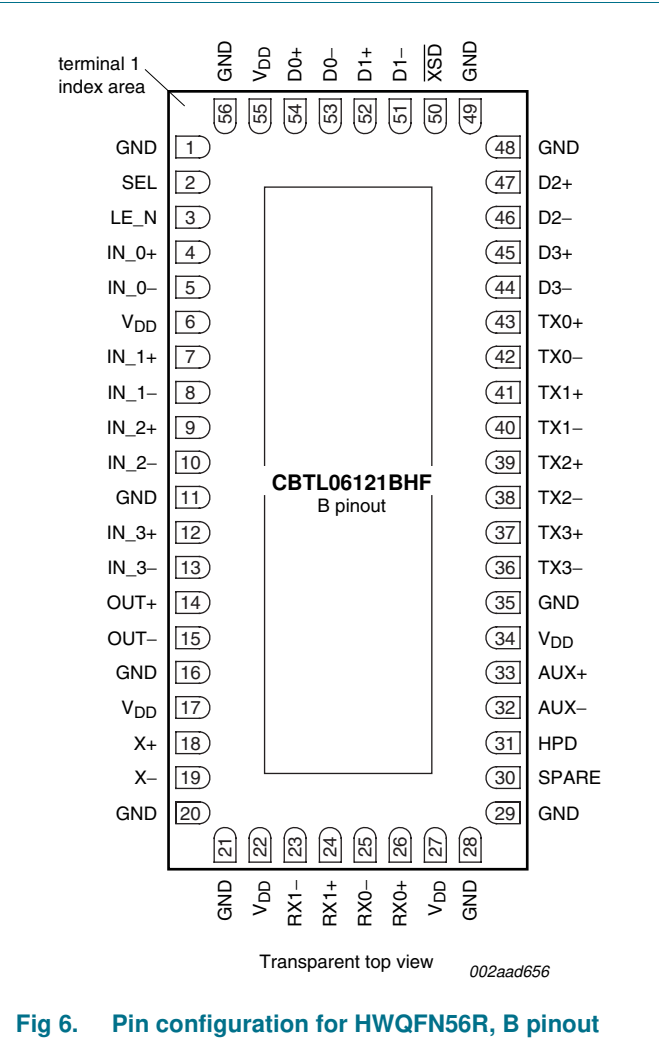 terminal 1
index area
GND
VDD
D0+
D0−
D1+
D1−
XSD
GND
56
55
54
53
52
51
50
49
GND 1
SEL 2
LE_N 3
IN_0+ 4
IN_0− 5
VDD 6
IN_1+ 7
IN_1− 8
IN_2+ 9
IN_2− 10
GND 11
IN_3+ 12
IN_3− 13
OUT+ 14
OUT− 15
GND 16
VDD 17
X+ 18
X− 19
GND 20
CBTL06121BHF
B pinout
48 GND
47 D2+
46 D2−
45 D3+
44 D3−
43 TX0+
42 TX0−
41 TX1+
40 TX1−
39 TX2+
38 TX2−
37 TX3+
36 TX3−
35 GND
34 VDD
33 AUX+
32 AUX−
31 HPD
30 SPARE
29 GND
21
22
23
24
25
26
27
28
GND
VDD
RX1−
RX1+
RX0−
RX0+
VDD
GND
Transparent top view
002aad656
Fig 6. Pin configuration for HWQFN56R, B pinout